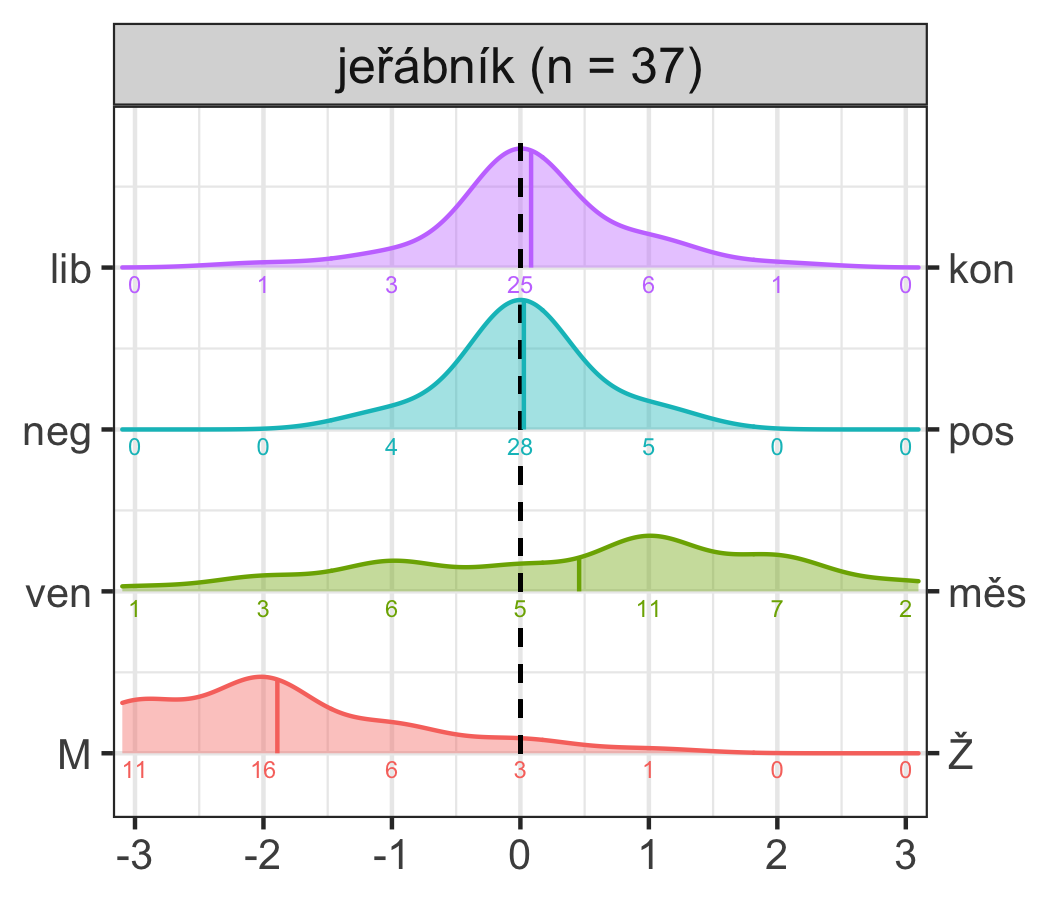 jeřábník (n = 37)
lib kon
0 1 3 25 6 1 0
neg pos
0 0 4 28 5 0 0
ven měs
1 3 6 5 11 7 2
M Ž
11 16 6 3 1 0 0
-3 -2 -1 0 1 2 3